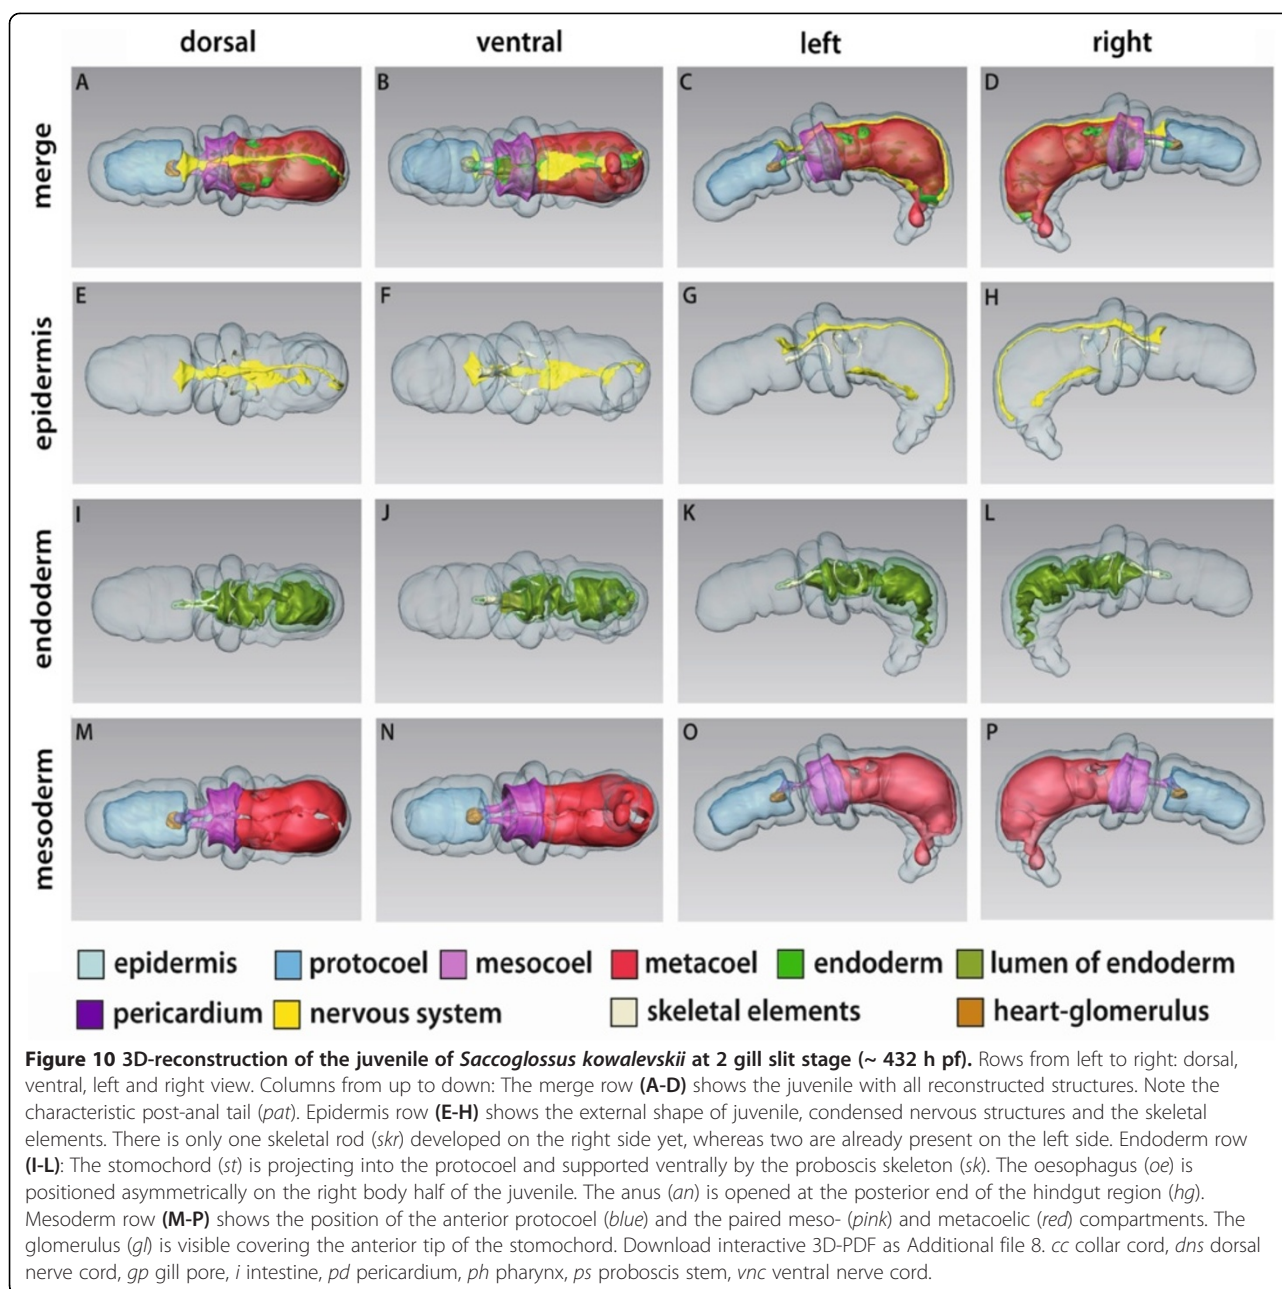 dorsal ventral left right
merge
A B C D
epidermis
E F G H
endoderm
I J K L
mesoderm
M N O P
epidermis protocoel mesocoel metacoel endoderm lumen of endoderm
pericardium nervous system skeletal elements heart-glomerulus
Figure 10 3D-reconstruction of the juvenile of Saccoglossus kowalevskii at 2 gill slit stage (~ 432 h pf). Rows from left to right: dorsal,
ventral, left and right view. Columns from up to down: The merge row (A-D) shows the juvenile with all reconstructed structures. Note the
characteristic post-anal tail (pat). Epidermis row (E-H) shows the external shape of juvenile, condensed nervous structures and the skeletal
elements. There is only one skeletal rod (skr) developed on the right side yet, whereas two are already present on the left side. Endoderm row
(I-L): The stomochord (st) is projecting into the protocoel and supported ventrally by the proboscis skeleton (sk). The oesophagus (oe) is
positioned asymmetrically on the right body half of the juvenile. The anus (an) is opened at the posterior end of the hindgut region (hg).
Mesoderm row (M-P) shows the position of the anterior protocoel (blue) and the paired meso- (pink) and metacoelic (red) compartments. The
glomerulus (gl) is visible covering the anterior tip of the stomochord. Download interactive 3D-PDF as Additional file 8. cc collar cord, dns dorsal
nerve cord, gp gill pore, i intestine, pd pericardium, ph pharynx, ps proboscis stem, vnc ventral nerve cord.